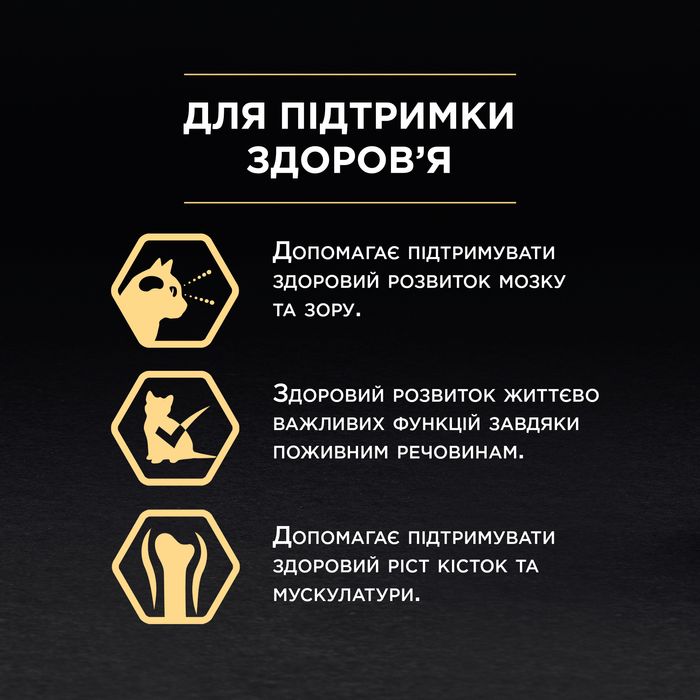 ДЛЯ ПІДТРИМКИ
ЗДОРОВ’Я
Допомагає підтримувати
здоровий розвиток мозку
та зору.
Здоровий розвиток життєво
важливих функцій завдяки
поживним речовинам.
Допомагає підтримувати
здоровий ріст кісток та
мускулатури.